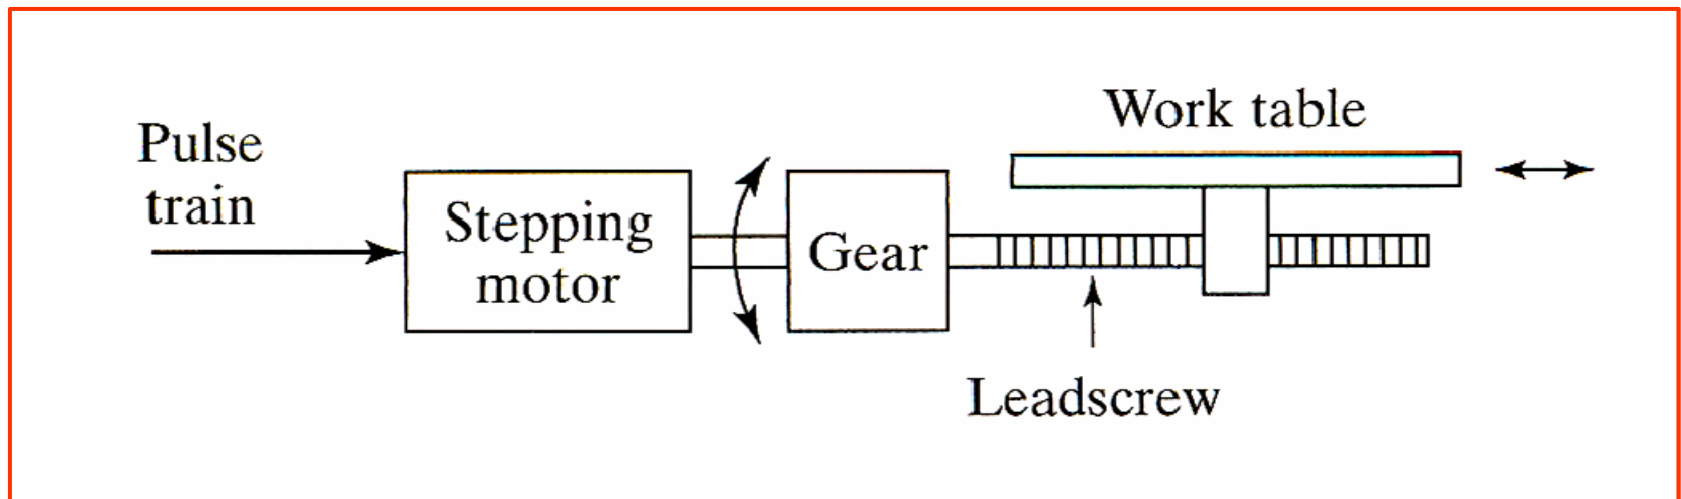 Pulse
train
Stepping
motor
Gear
Work table
Leadscrew